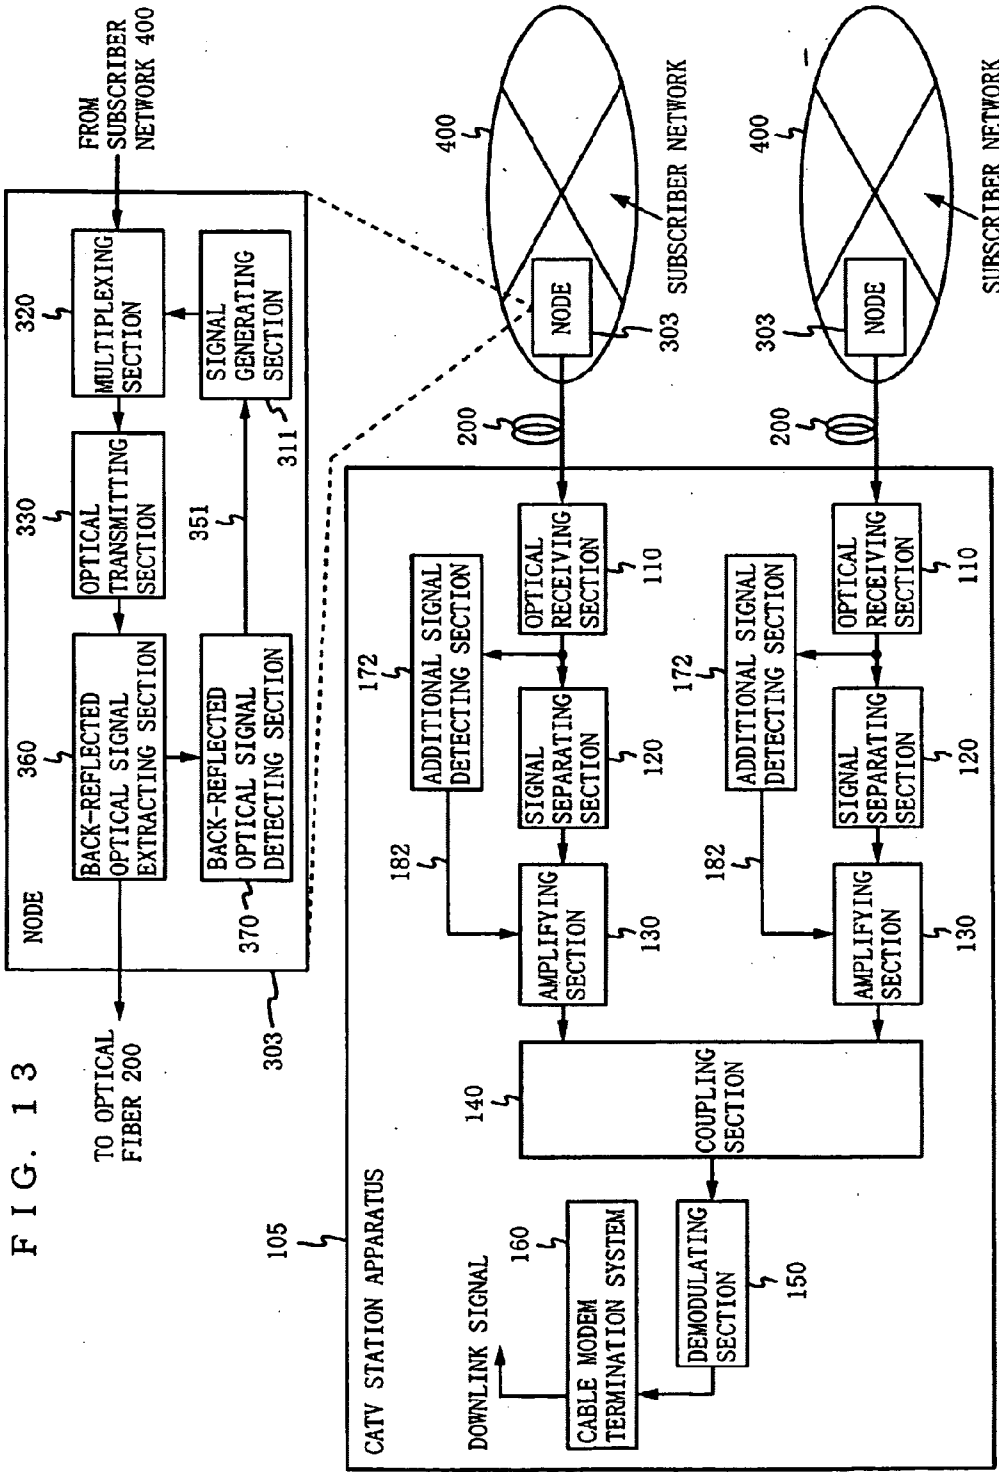 FIG. 13
TO OPTICAL
FIBER 200
303
NODE
360
BACK-REFLECTED
OPTICAL SIGNAL
EXTRACTING SECTION
330
OPTICAL
TRANSMITTING
SECTION
320
MULTIPLEXING
SECTION
FROM
SUBSCRIBER
NETWORK 400
370
BACK-REFLECTED
OPTICAL SIGNAL
DETECTING SECTION
351
SIGNAL
GENERATING
SECTION
311
105
CATV STATION APPARATUS
DOWNLINK SIGNAL
160
CABLE MODEM
TERMINATION SYSTEM
DEMODULATING
SECTION
150
140
COUPLING
SECTION
182
172
ADDITIONAL SIGNAL
DETECTING SECTION
AMPLIFYING
SECTION
130
SIGNAL
SEPARATING
SECTION
120
OPTICAL
RECEIVING
SECTION
110
200
NODE
303
400
SUBSCRIBER NETWORK
182
172
ADDITIONAL SIGNAL
DETECTING SECTION
AMPLIFYING
SECTION
130
SIGNAL
SEPARATING
SECTION
120
OPTICAL
RECEIVING
SECTION
110
200
303
NODE
400
SUBSCRIBER NETWORK